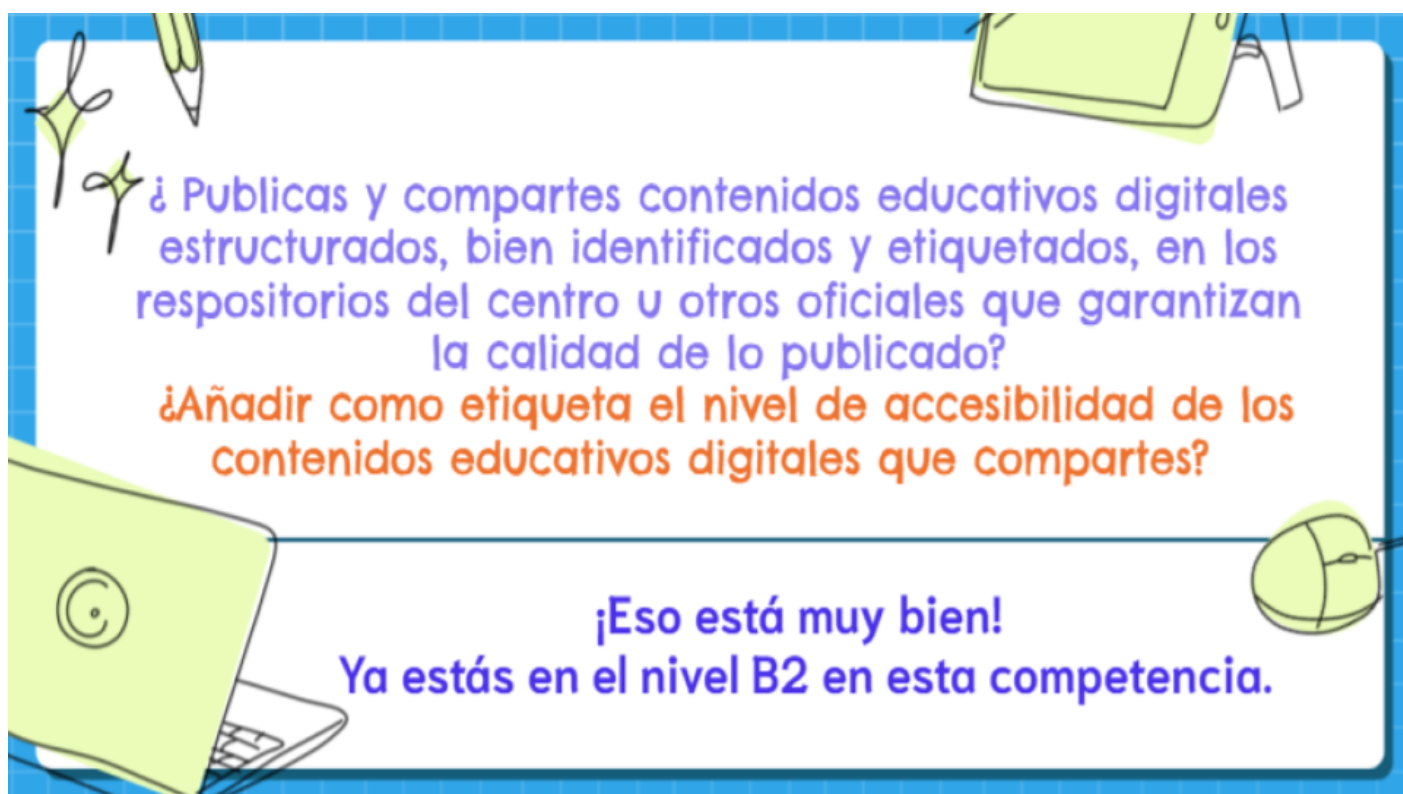 ¿ Publicas y compartes contenidos educativos digitales
estructurados, bien identificados y etiquetados, en los
respositorios del centro u otros oficiales que garantizan
la calidad de lo publicado?
¿Añadir como etiqueta el nivel de accesibilidad de los
contenidos educativos digitales que compartes?
¡Eso está muy bien!
Ya estás en el nivel B2 en esta competencia.